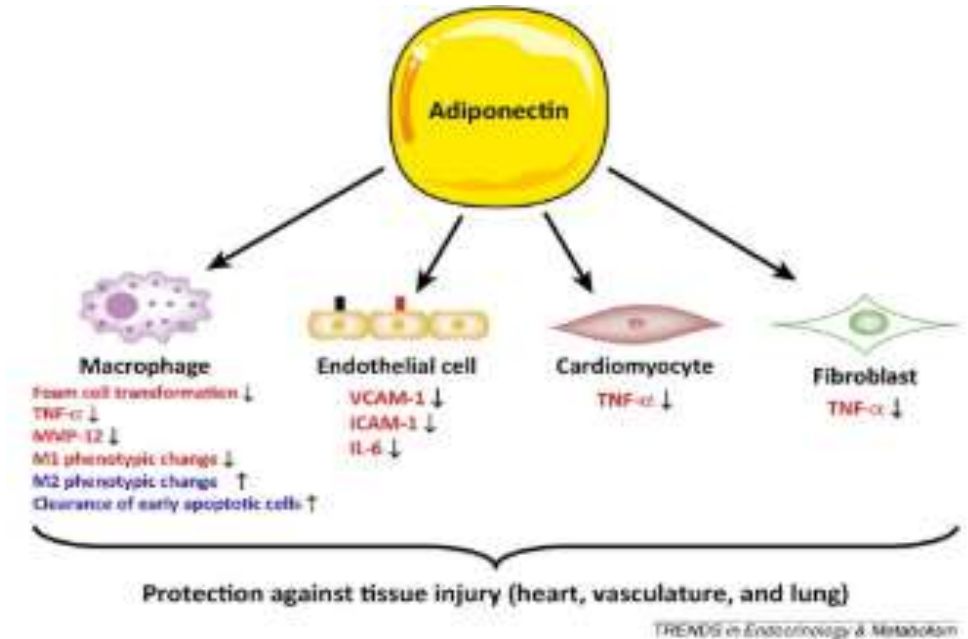 Adiponectin
Macrophage
Foam cell transformation ↓
TNF-α ↓
MMP-12 ↓
M1 phenotypic change ↓
M2 phenotypic change ↑
Clearance of early apoptotic cells ↑
Endothelial cell
VCAM-1 ↓
ICAM-1 ↓
IL-6 ↓
Cardiomyocyte
TNF-α ↓
Fibroblast
TNF-α ↓
Protection against tissue injury (heart, vasculature, and lung)
TRENDS in Endocrinology & Metabolism